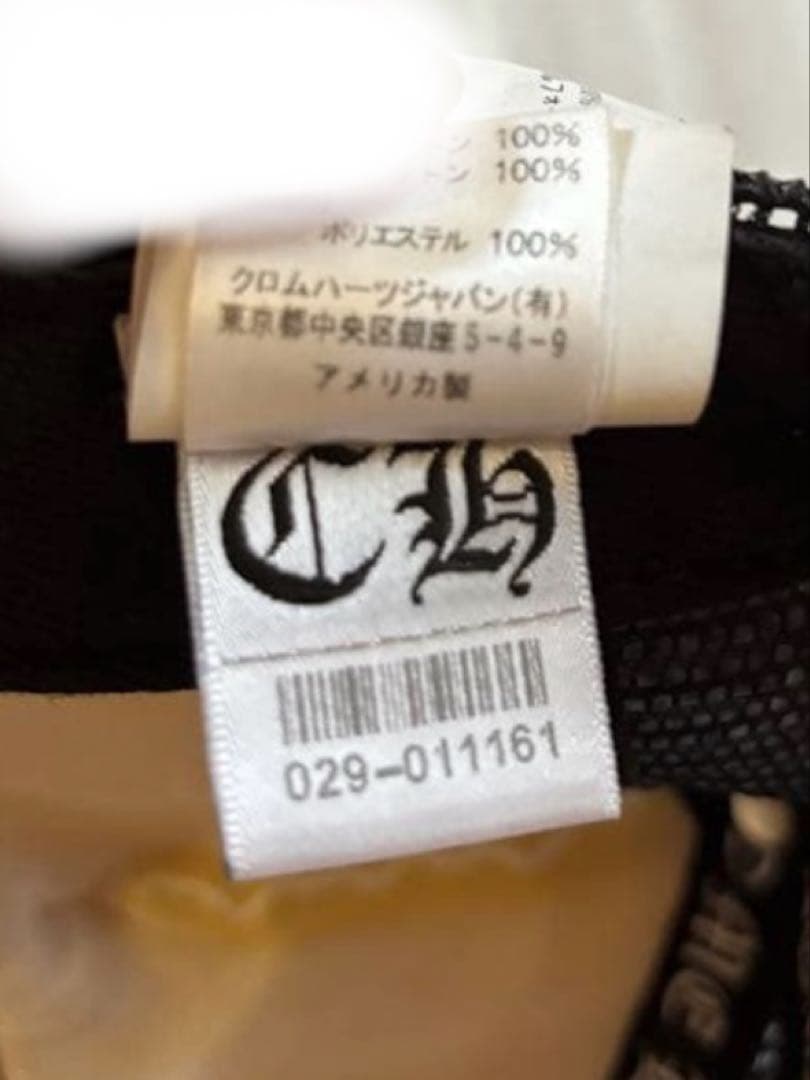 ン 100%
トン 100%
ポリエステル 100%
クロムハーツジャパン(有)
東京都中央区銀座5-4-9
アメリカ製
CH
029-011161